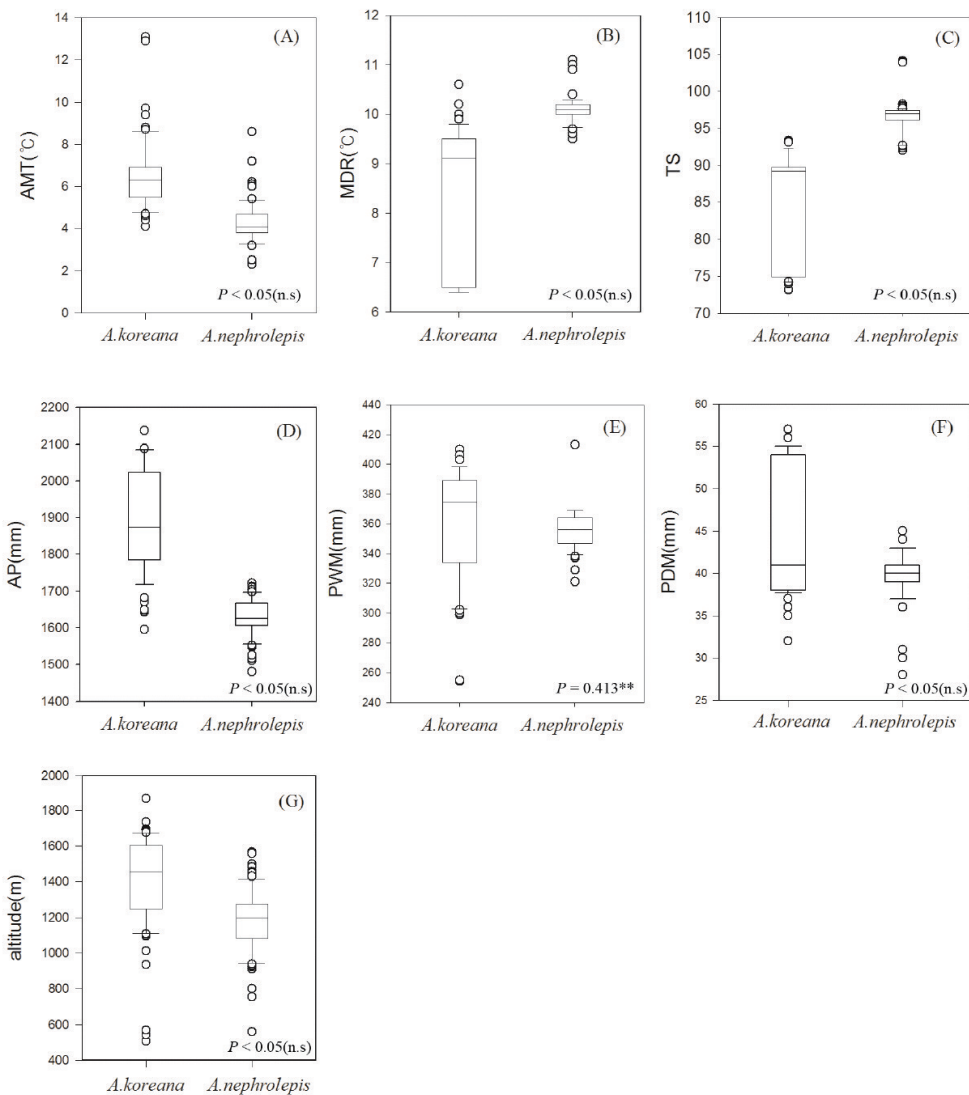 (A)
AMT(℃)
14
12
10
8
6
4
2
0
P < 0.05(n.s)
A.koreana A.nephrolepis
(B)
MDR(℃)
12
11
10
9
8
7
6
P < 0.05(n.s)
A.koreana A.nephrolepis
(C)
TS
110
105
100
95
90
85
80
75
70
P < 0.05(n.s)
A.koreana A.nephrolepis
(D)
AP(mm)
2200
2100
2000
1900
1800
1700
1600
1500
1400
P < 0.05(n.s)
A.koreana A.nephrolepis
(E)
PWM(mm)
440
420
400
380
360
340
320
300
280
260
240
P = 0.413**
A.koreana A.nephrolepis
(F)
PDM(mm)
60
55
50
45
40
35
30
25
P < 0.05(n.s)
A.koreana A.nephrolepis
(G)
altitude(m)
2000
1800
1600
1400
1200
1000
800
600
400
P < 0.05(n.s)
A.koreana A.nephrolepis